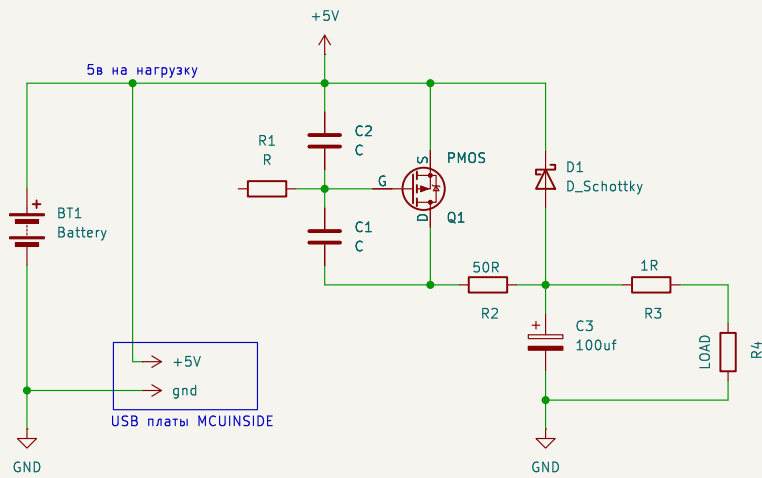 +5V
5в на нагрузку
R1
R
C2
C
S
PMOS
G
D1
D_Schottky
BT1
Battery
C1
C
D
Q1
50R
R2
1R
R3
C3
100uf
LOAD
R4
+5V
gnd
USB платы MCUINSIDE
GND
GND